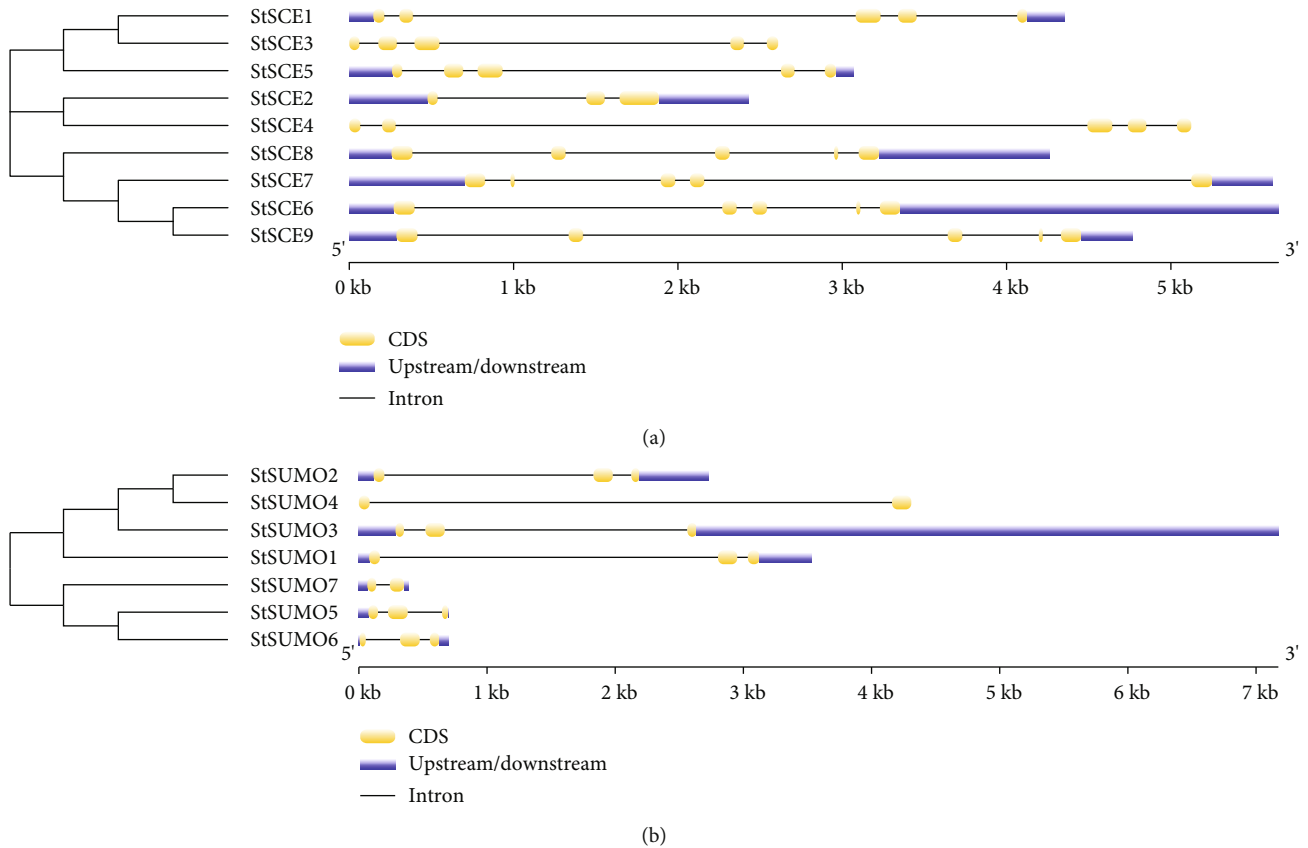 StSCE1
StSCE3
StSCE5
StSCE2
StSCE4
StSCE8
StSCE7
StSCE6
StSCE9
5' 3'
0 kb 1 kb 2 kb 3 kb 4 kb 5 kb
CDS
Upstream/downstream
Intron
(a)
StSUMO2
StSUMO4
StSUMO3
StSUMO1
StSUMO7
StSUMO5
StSUMO6
5' 3'
0 kb 1 kb 2 kb 3 kb 4 kb 5 kb 6 kb 7 kb
CDS
Upstream/downstream
Intron
(b)